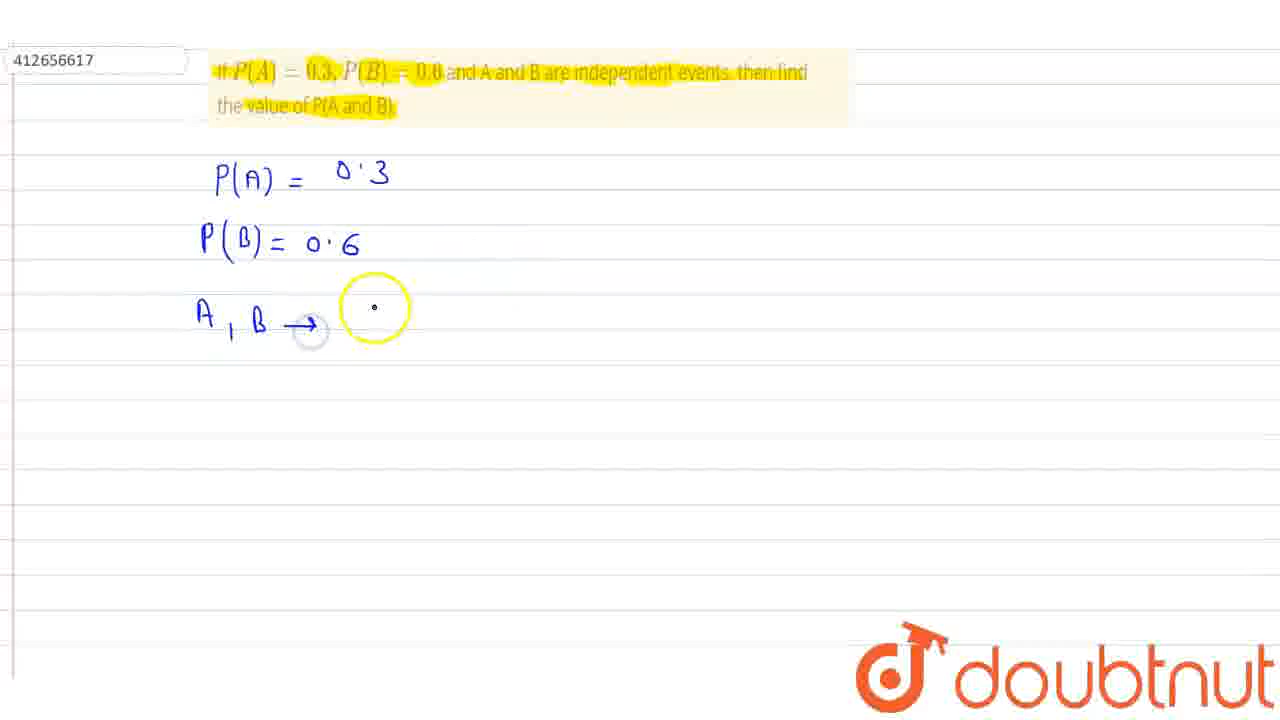 412656617
If P(A) = 0.3, P(B) = 0.6 and A and B are independent events, then find
the value of P(A and B).
P(A) = 0.3
P(B) = 0.6
A, B →
doubtnut